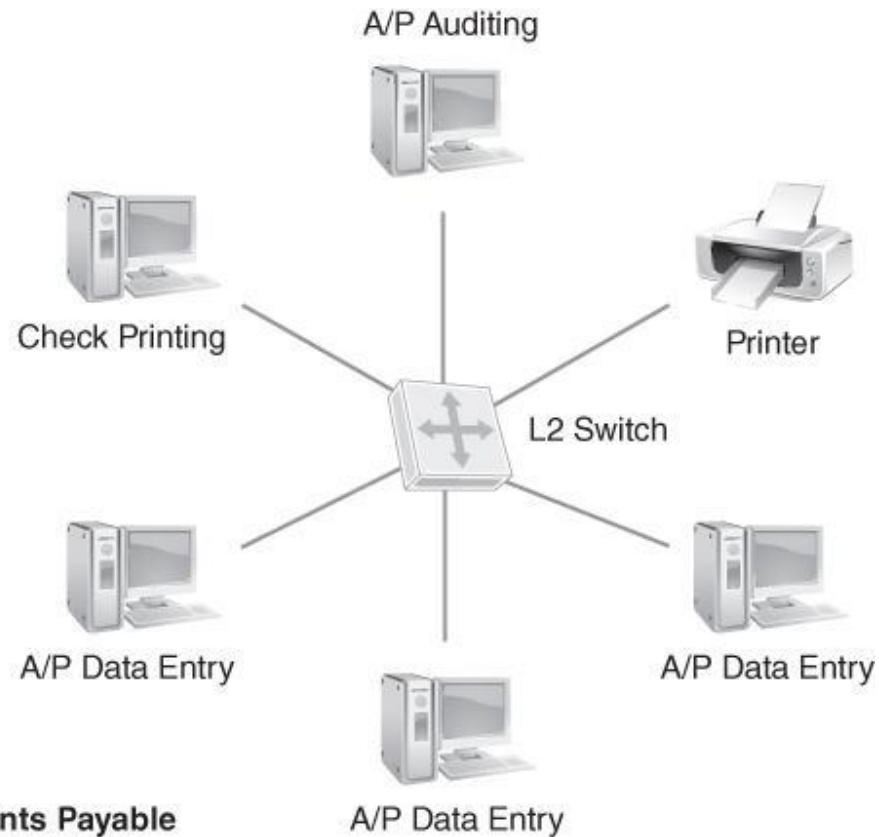 A/P Auditing
Check Printing
Printer
L2 Switch
A/P Data Entry
A/P Data Entry
nts Payable
A/P Data Entry